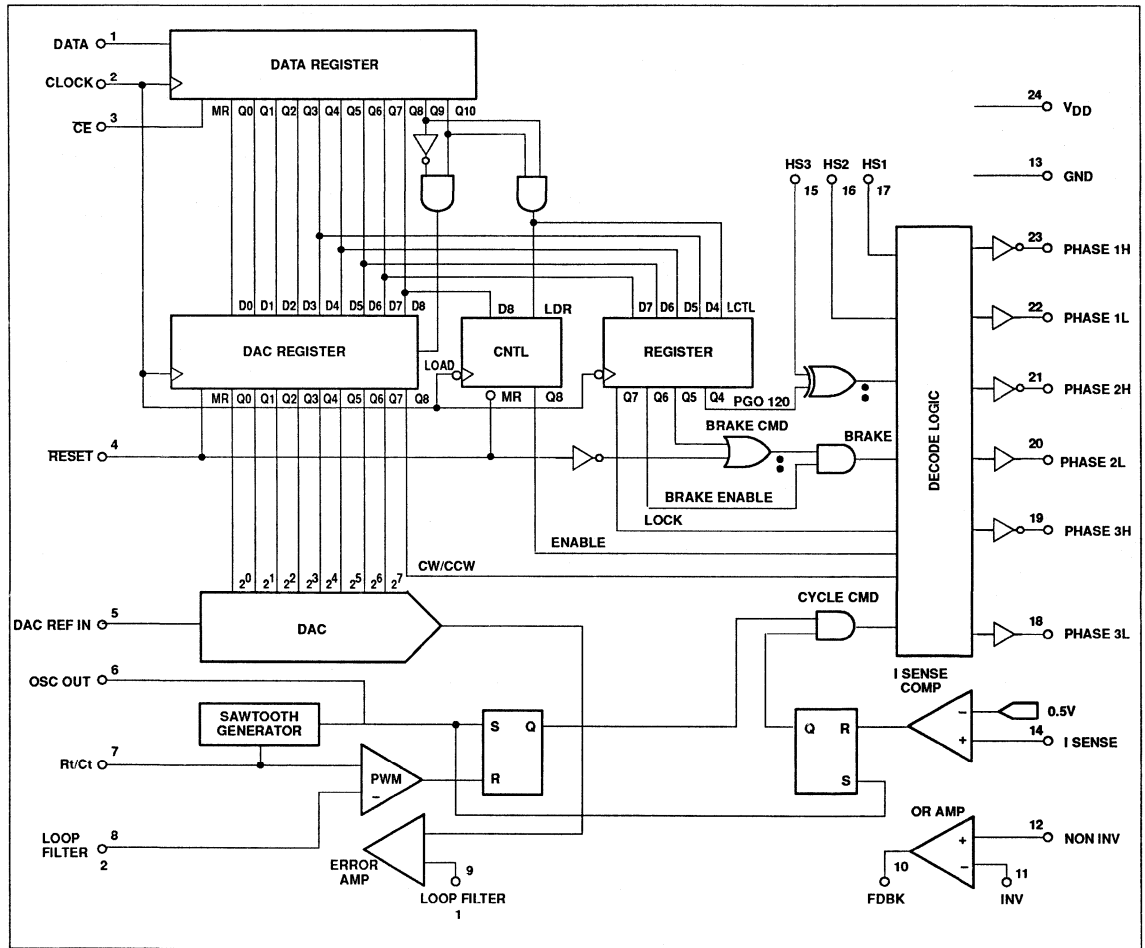 DATA 1
DATA REGISTER
CLOCK 2
CE 3
MR Q0 Q1 Q2 Q3 Q4 Q5 Q6 Q7 Q8 Q9 Q10
24 VDD
13 GND
HS3 HS2 HS1
15 16 17
23 PHASE 1H
22 PHASE 1L
21 PHASE 2H
20 PHASE 2L
19 PHASE 3H
18 PHASE 3L
DECODE LOGIC
D0 D1 D2 D3 D4 D5 D6 D7 D8
D8 LDR
D7 D6 D5 D4 LCTL
DAC REGISTER
LOAD
CNTL
REGISTER
MR Q0 Q1 Q2 Q3 Q4 Q5 Q6 Q7 Q8
MR Q8
Q7 Q6 Q5 Q4
PGO 120
RESET 4
BRAKE CMD
BRAKE
BRAKE ENABLE
LOCK
ENABLE
CW/CCW
2^0 2^1 2^2 2^3 2^4 2^5 2^6 2^7
DAC REF IN 5
DAC
CYCLE CMD
OSC OUT 6
I SENSE
COMP
SAWTOOTH
GENERATOR
S Q
R
Q R
S
−
+
0.5V
14
I SENSE
Rt/Ct 7
PWM
−
LOOP
FILTER
2
8
ERROR
AMP
9
LOOP FILTER
1
OR AMP
+
−
12
NON INV
10
FDBK
11
INV